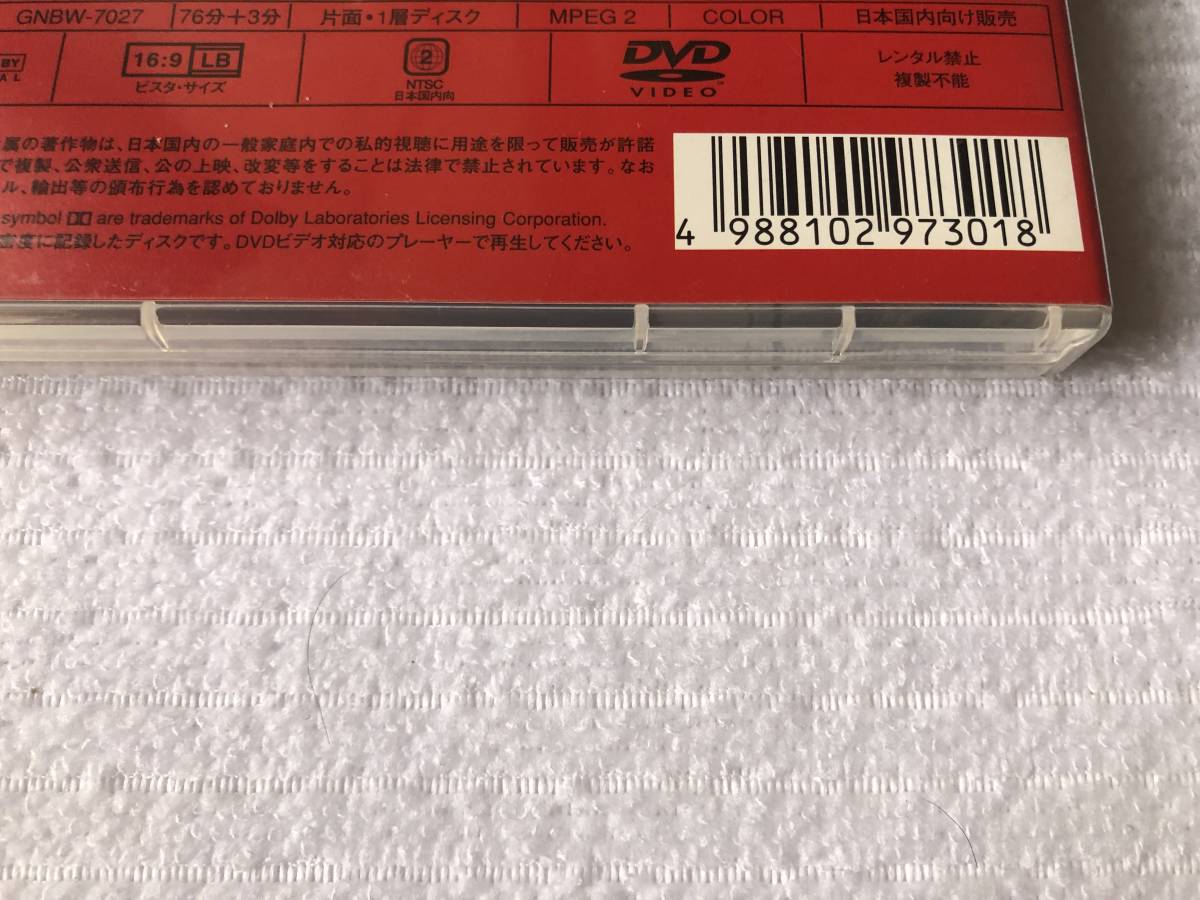 GNBW-7027 76分+3分 片面・1層ディスク MPEG 2 COLOR 日本国内向け販売
16:9 LB 2 DVD レンタル禁止
ビスタ・サイズ NTSC VIDEO 複製不能
日本国内向
属の著作物は、日本国内の一般家庭内での私的視聴に用途を限って販売が許諾
で複製、公衆送信、公の上映、改変等をすることは法律で禁止されています。なお
ル、輸出等の頒布行為を認めておりません。
symbol are trademarks of Dolby Laboratories Licensing Corporation.
密度に記録したディスクです。DVDビデオ対応のプレーヤーで再生してください。
4 988102 973018